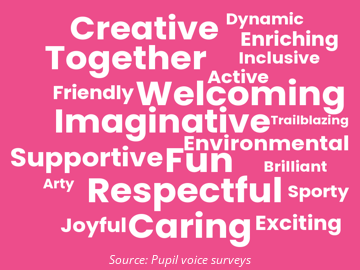 Creative Dynamic
Enriching
Together Inclusive
Active
Friendly Welcoming
Imaginative Trailblazing
Environmental
Supportive Fun
Brilliant
Arty Respectful Sporty
Joyful Caring Exciting
Source: Pupil voice surveys